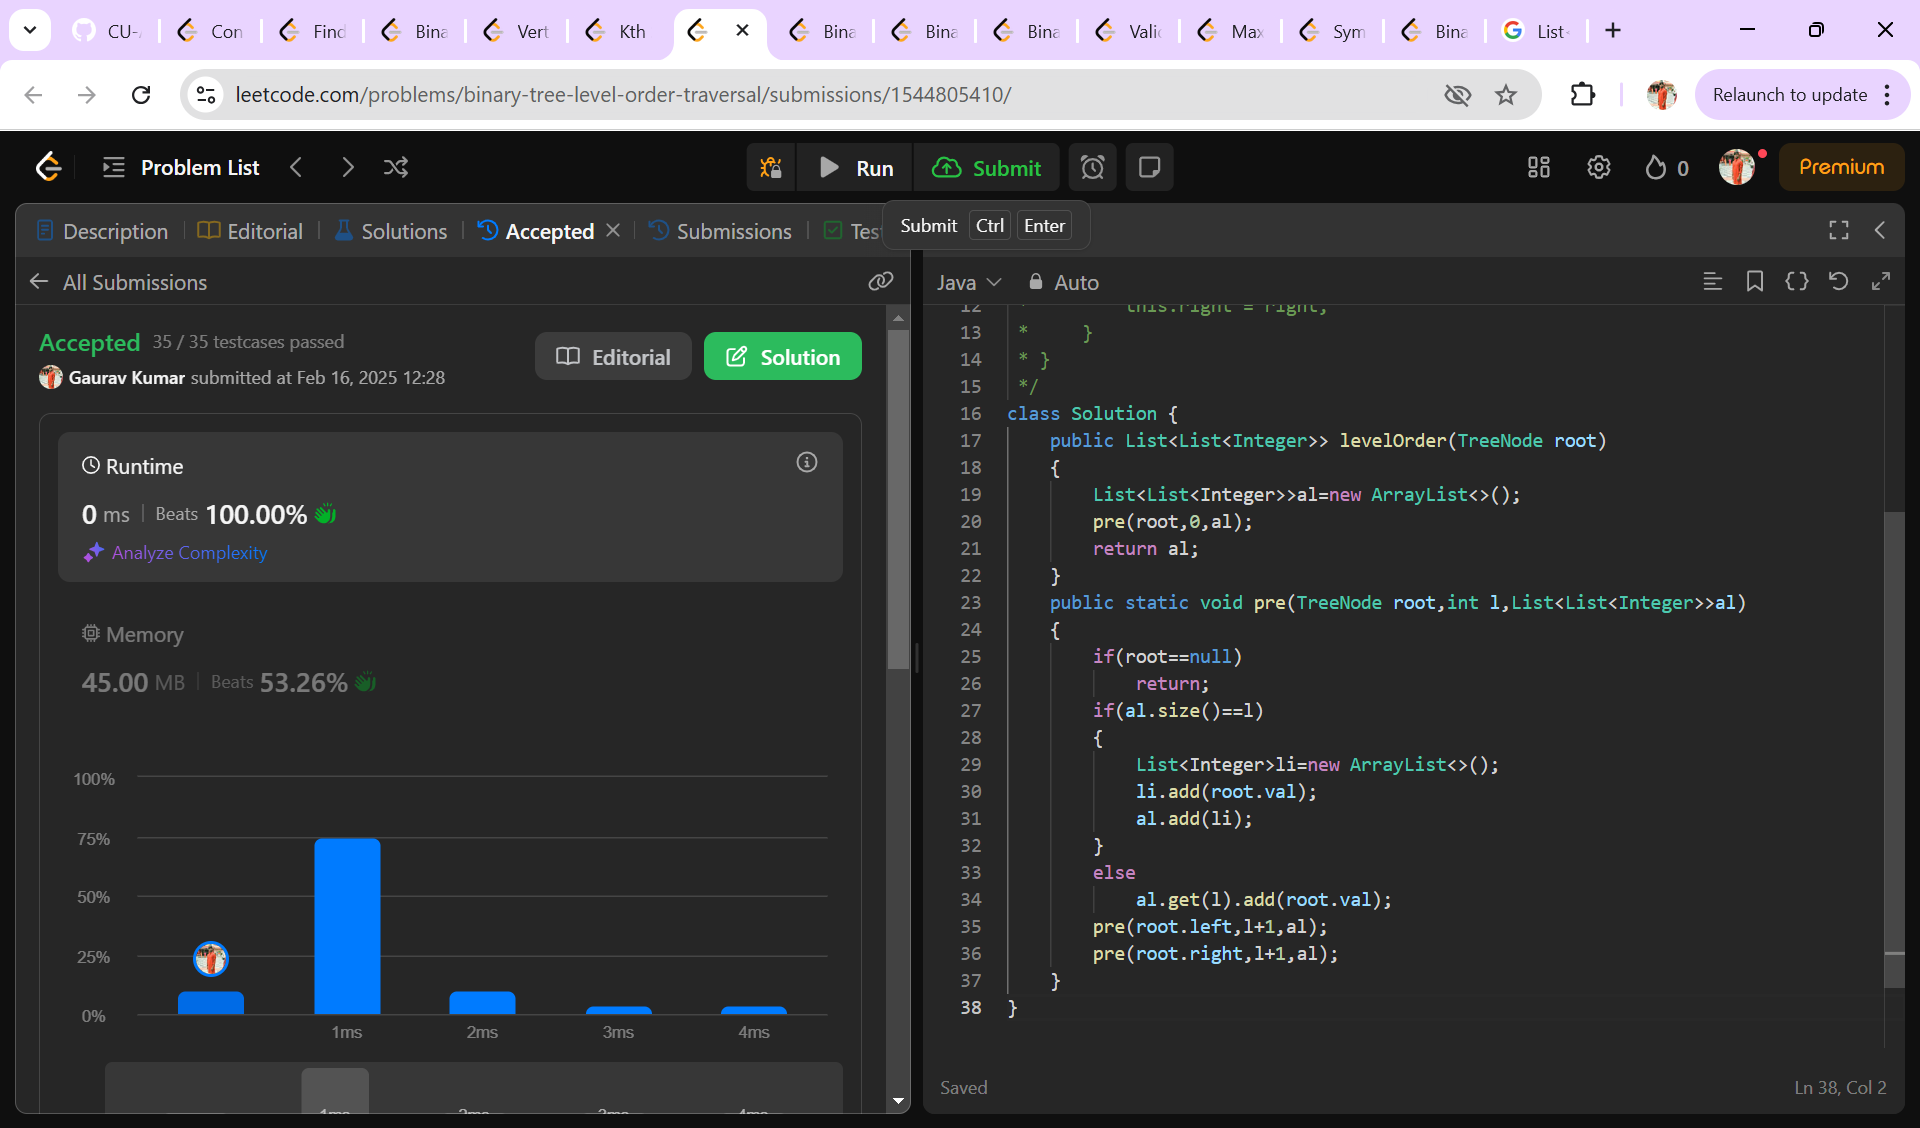 CU-
Con
Find
Bina
Vert
Kth
Bina
Bina
Bina
Valid
Max
Sym
Bina
List
leetcode.com/problems/binary-tree-level-order-traversal/submissions/1544805410/
Relaunch to update
Problem List
Run
Submit
0
Premium
Description
Editorial
Solutions
Accepted
Submissions
Tes
Submit Ctrl Enter
All Submissions
Java
Auto
Accepted 35 / 35 testcases passed
Gaurav Kumar submitted at Feb 16, 2025 12:28
Editorial
Solution
Runtime
0 ms | Beats 100.00%
Analyze Complexity
Memory
45.00 MB | Beats 53.26%
100%
75%
50%
25%
0%
1ms
2ms
3ms
4ms
1ms
2ms
3ms
4ms
12 * this.right = right;
13 * }
14 * }
15 */
16 class Solution {
17 public List<List<Integer>> levelOrder(TreeNode root)
18 {
19 List<List<Integer>>al=new ArrayList<>();
20 pre(root,0,al);
21 return al;
22 }
23 public static void pre(TreeNode root,int l,List<List<Integer>>al)
24 {
25 if(root==null)
26 return;
27 if(al.size()==l)
28 {
29 List<Integer>li=new ArrayList<>();
30 li.add(root.val);
31 al.add(li);
32 }
33 else
34 al.get(l).add(root.val);
35 pre(root.left,l+1,al);
36 pre(root.right,l+1,al);
37 }
38 }
Saved
Ln 38, Col 2